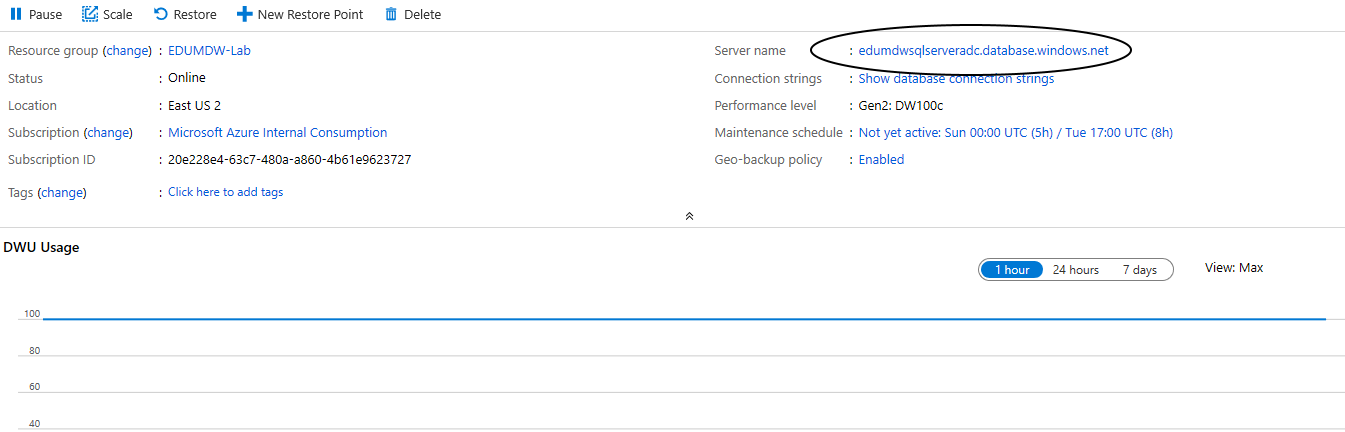 Pause Scale Restore New Restore Point Delete
Resource group (change) : EDUMDW-Lab
Status : Online
Location : East US 2
Subscription (change) : Microsoft Azure Internal Consumption
Subscription ID : 20e228e4-63c7-480a-a860-4b61e9623727
Tags (change) : Click here to add tags
Server name : edumdwsqlserveradc.database.windows.net
Connection strings : Show database connection strings
Performance level : Gen2: DW100c
Maintenance schedule : Not yet active: Sun 00:00 UTC (5h) / Tue 17:00 UTC (8h)
Geo-backup policy : Enabled
DWU Usage
1 hour 24 hours 7 days View: Max
100
80
60
40